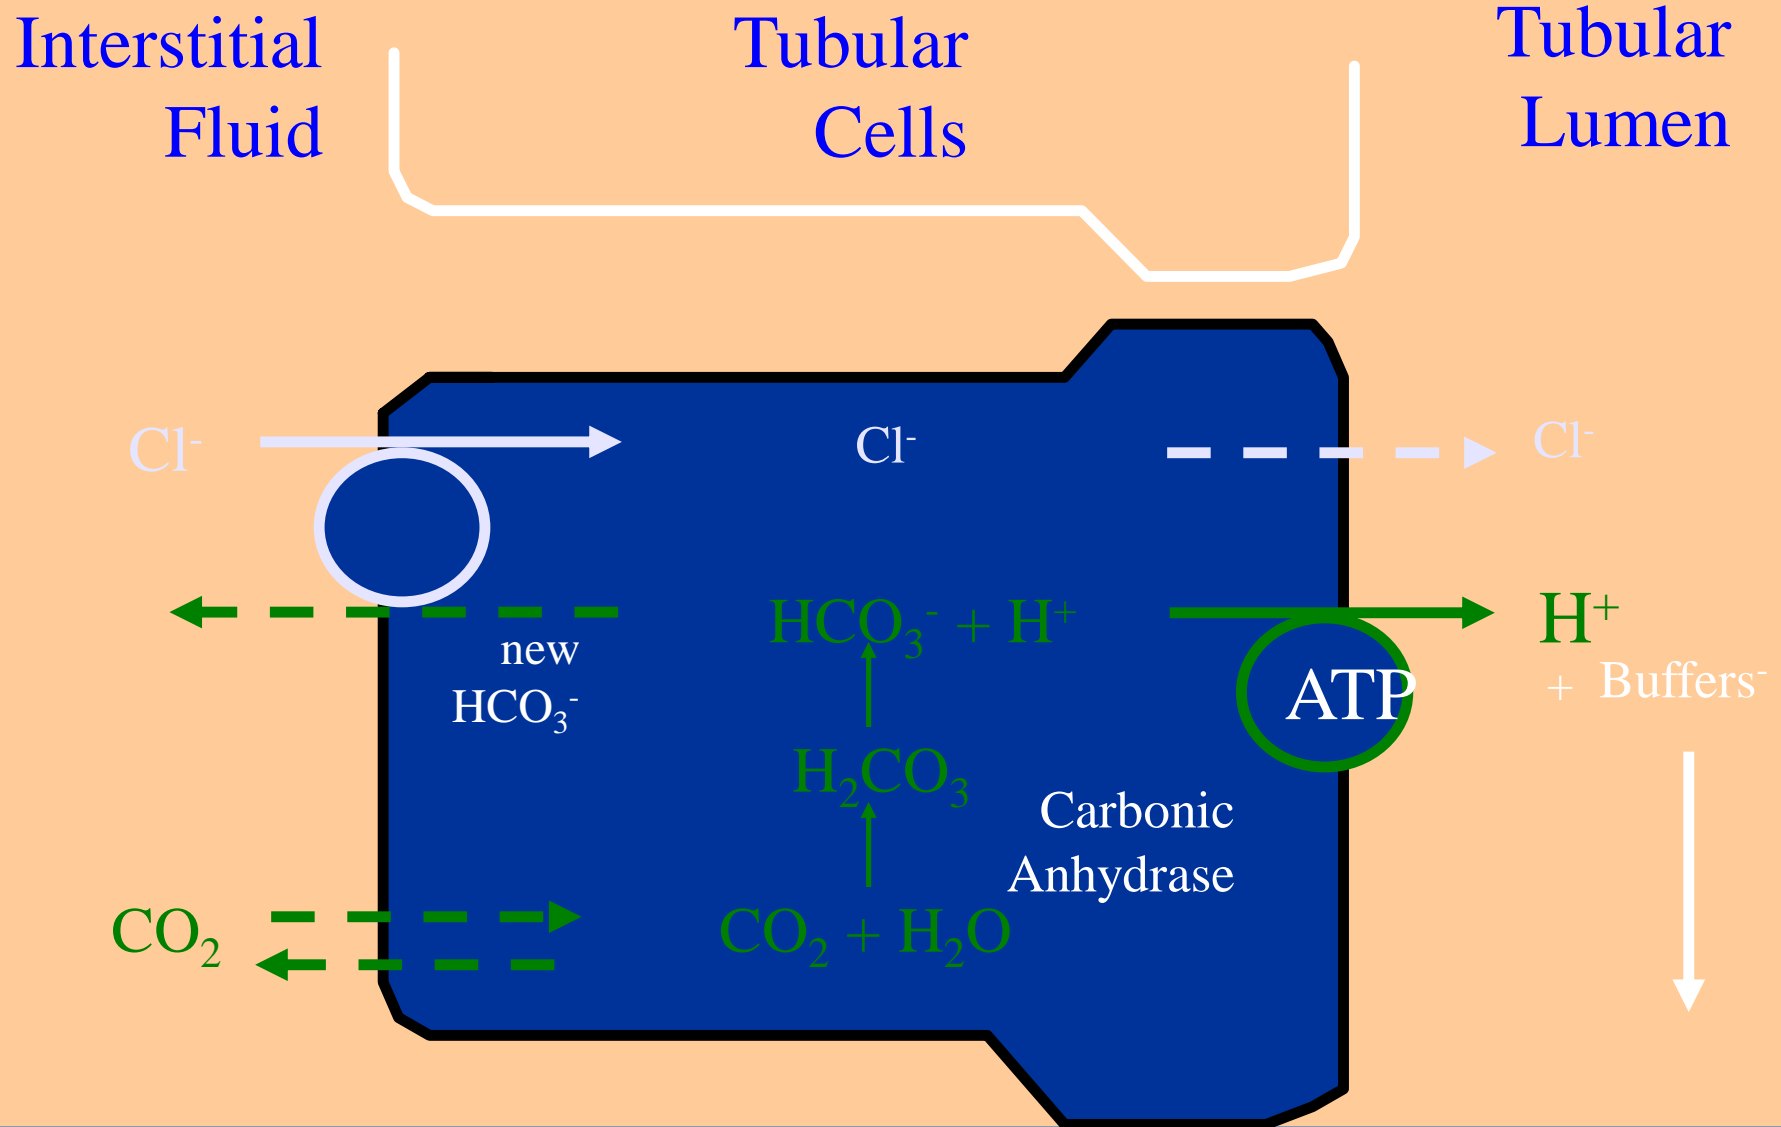 Interstitial
Fluid
Tubular
Cells
Tubular
Lumen
Cl⁻
Cl⁻
Cl⁻
HCO₃⁻ + H⁺
H⁺
new
HCO₃⁻
ATP
+ Buffers⁻
H₂CO₃
Carbonic
Anhydrase
CO₂
CO₂ + H₂O